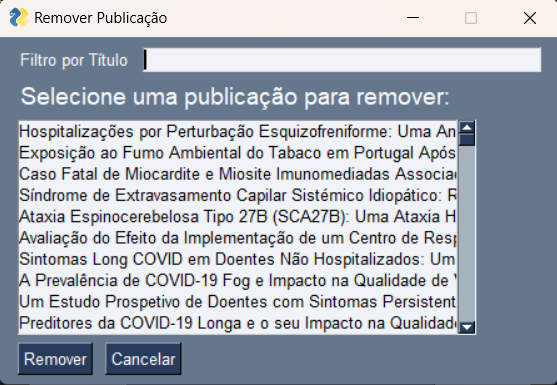 Remover Publicação
Filtro por Título
Selecione uma publicação para remover:
Hospitalizações por Perturbação Esquizofreniforme: Uma An
Exposição ao Fumo Ambiental do Tabaco em Portugal Após
Caso Fatal de Miocardite e Miosite Imunomediadas Associa
Síndrome de Extravasamento Capilar Sistémico Idiopático: R
Ataxia Espinocerebelosa Tipo 27B (SCA27B): Uma Ataxia H
Avaliação do Efeito da Implementação de um Centro de Resp
Sintomas Long COVID em Doentes Não Hospitalizados: Um
A Prevalência de COVID-19 Fog e Impacto na Qualidade de V
Um Estudo Prospetivo de Doentes com Sintomas Persistent
Preditores da COVID-19 Longa e o seu Impacto na Qualidade
Remover Cancelar